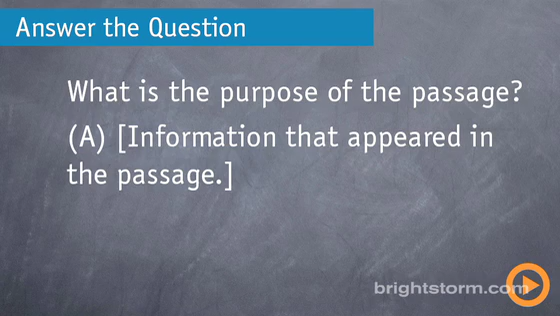 Answer the Question
What is the purpose of the passage?
(A) [Information that appeared in
the passage.]
brightstorm.com